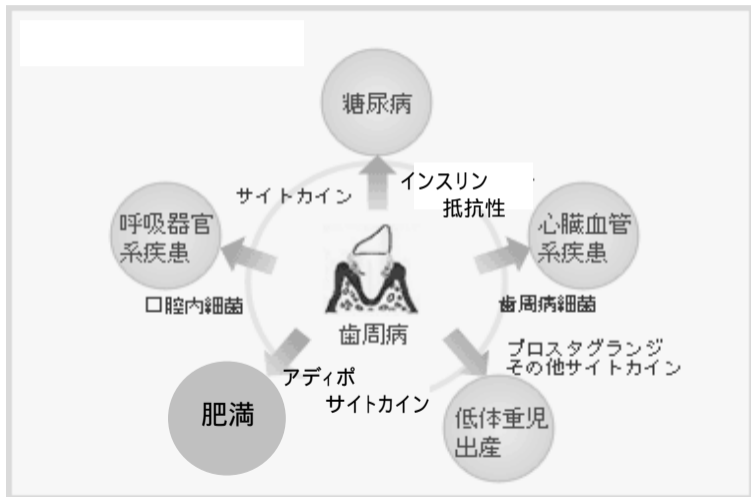 糖尿病
サイトカイン
インスリン
抵抗性
呼吸器官
系疾患
心臓血管
系疾患
口腔内細菌
歯周病細菌
歯周病
プロスタグランジ
その他サイトカイン
アディポ
サイトカイン
肥満
低体重児
出産